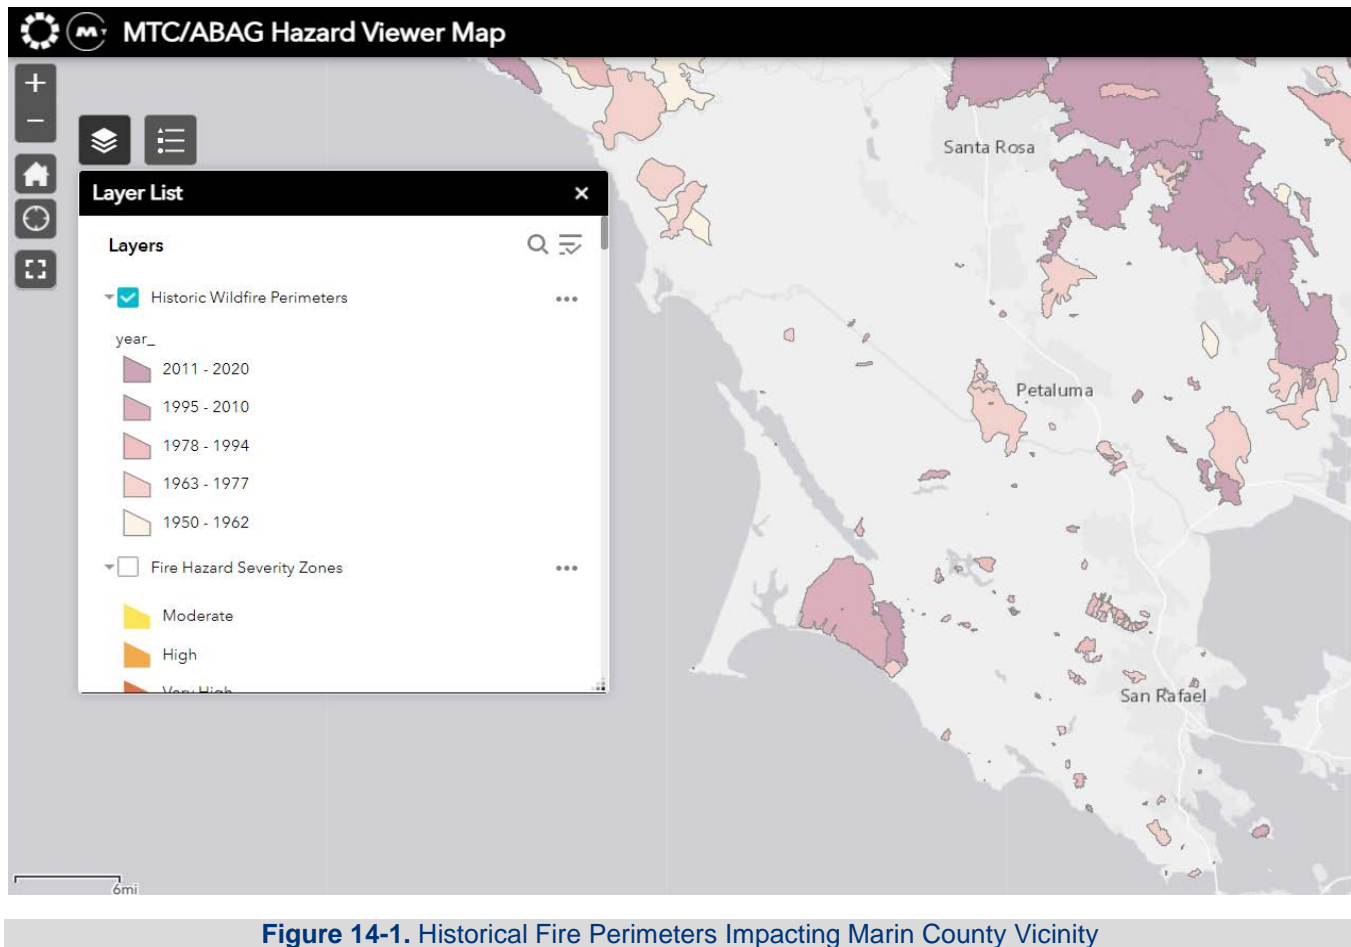 MTC/ABAG Hazard Viewer Map
Santa Rosa
Layer List
Layers
Historic Wildfire Perimeters
year_
2011 - 2020
1995 - 2010
1978 - 1994
1963 - 1977
1950 - 1962
Fire Hazard Severity Zones
Moderate
High
Very High
Petaluma
San Rafael
6mi
Figure 14-1. Historical Fire Perimeters Impacting Marin County Vicinity